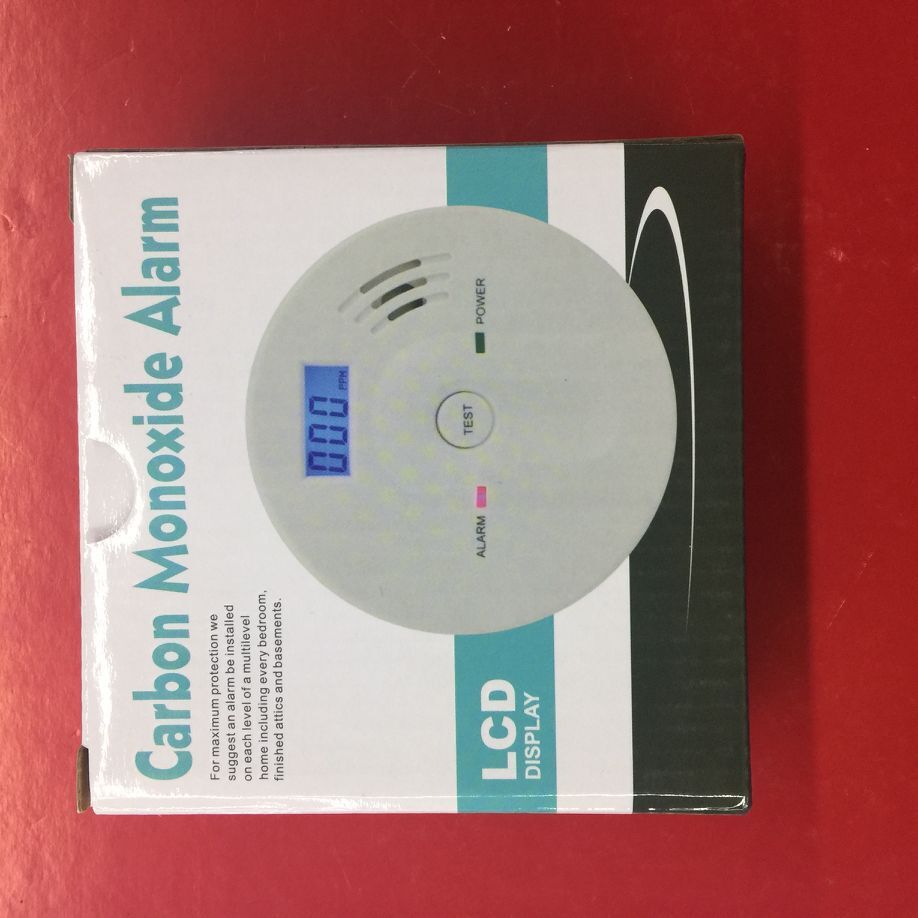 Carbon Monoxide Alarm
For maximum protection we
suggest an alarm be installed
on each level of a multilevel
home including every bedroom,
finished attics and basements.
000 PPM
TEST
ALARM
POWER
LCD
DISPLAY